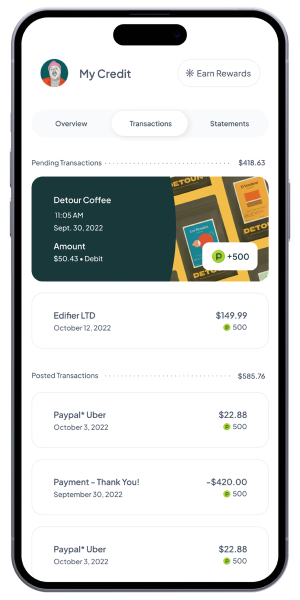 My Credit
Earn Rewards
Overview
Transactions
Statements
Pending Transactions
$418.63
Detour Coffee
11:05 AM
Sept. 30, 2022
Amount
$50.43 • Debit
DETOUR
+500
Edifier LTD
$149.99
October 12, 2022
500
Posted Transactions
$585.76
Paypal* Uber
$22.88
October 3, 2022
500
Payment - Thank You!
-$420.00
September 30, 2022
500
Paypal* Uber
$22.88
October 3, 2022
500